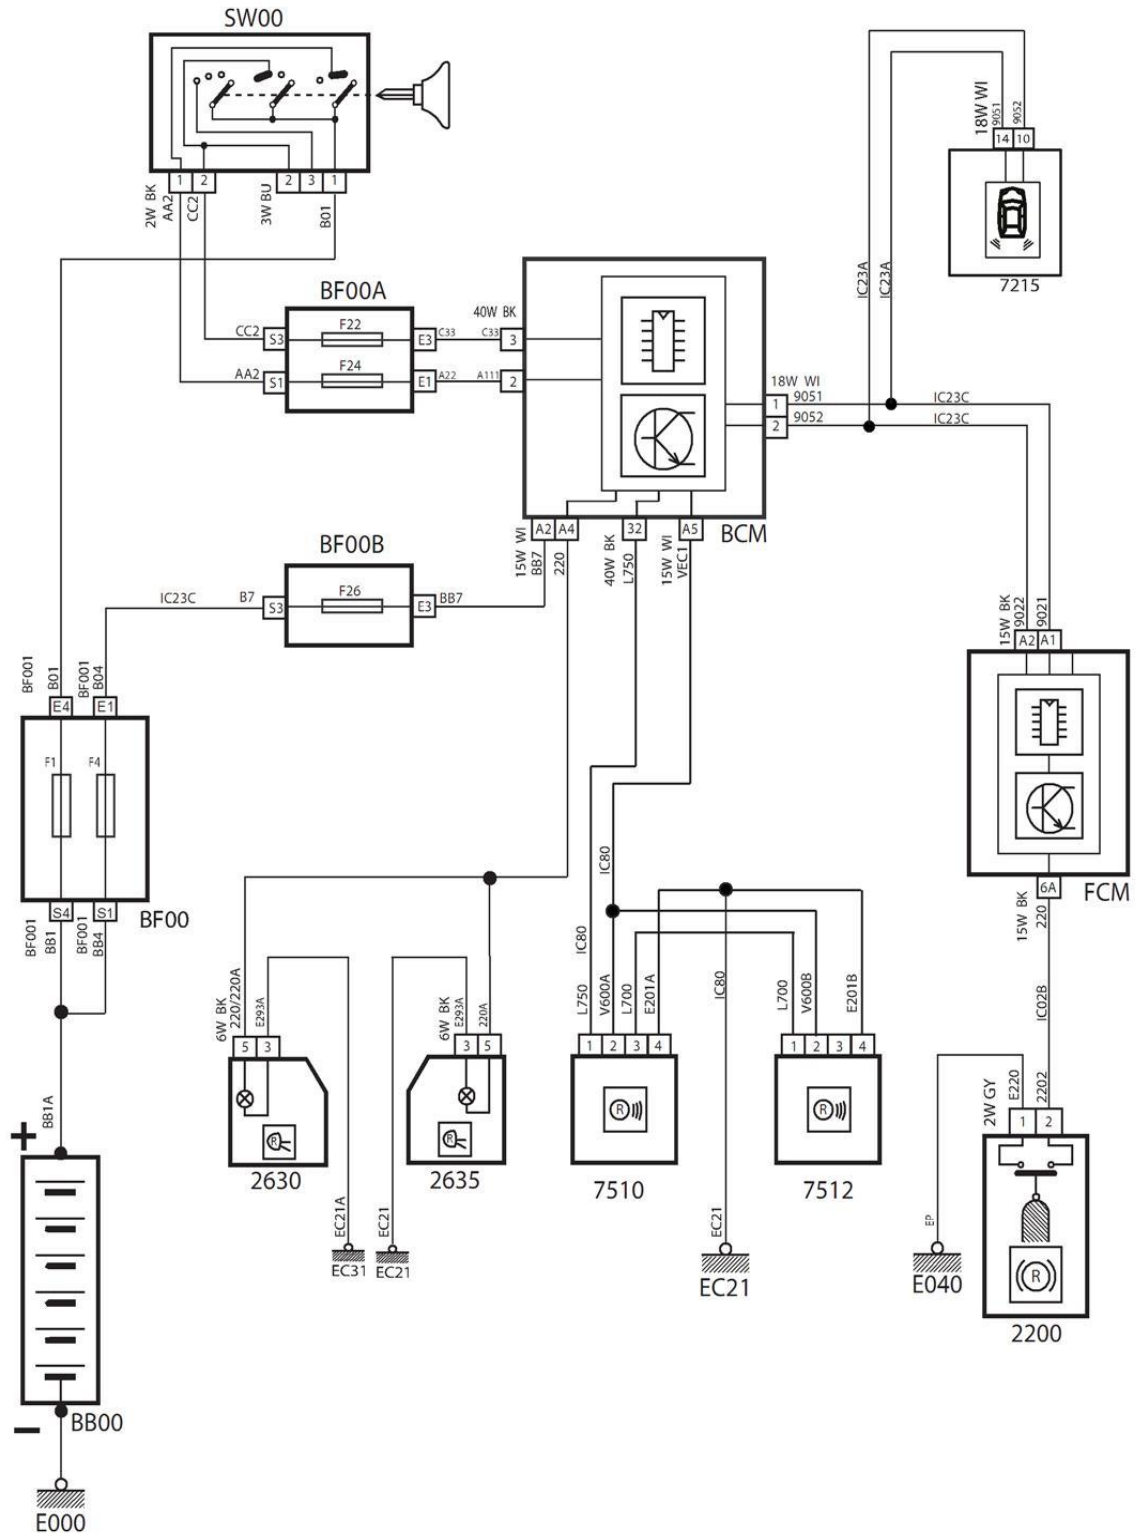 SW00
1 2 2 3 1
2W BK
AA2
CC2
3W BU
B01
18W WI
9051
9052
14 10
7215
IC23A
IC23A
BF00A
F22
F24
CC2 S3
E3 C33
AA2 S1
E1 A22
40W BK
C33 3
A111 2
18W WI
1 9051
2 9052
IC23C
IC23C
A2 A4 32 A5
BCM
15W WI
BB7
220
40W BK
L750
15W WI
VEC1
BF00B
F26
IC23C B7 S3
E3 BB7
BF001
B01
BF001
B04
E4 E1
F1 F4
S4 S1
BF00
BF001
BB1
BF001
BB4
15W BK
9022
9021
A2 A1
6A
FCM
15W BK
220
IC02B
IC80
IC80
IC80
BB1A
+
−
BB00
E000
6W BK
220/220A
E293A
5 3
2630
EC21A
EC31
6W BK
E293A
220A
3 5
2635
EC21
EC21
L750
V600A
L700
E201A
1 2 3 4
R
7510
EC21
EC21
L700
V600B
E201B
1 2 3 4
R
7512
R
R
2W GY
E220
2202
1 2
R
2200
EP
E040